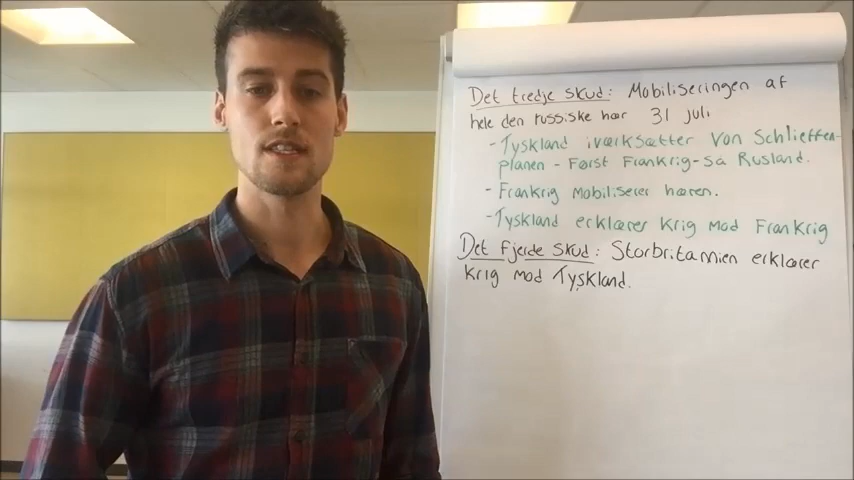 Det tredje skud: Mobiliseringen af
hele den russiske hær 31 juli
- Tyskland iværksætter Von Schlieffen-
planen - Først Frankrig - så Rusland.
- Frankrig mobiliserer hæren.
- Tyskland erklærer krig mod Frankrig
Det fjerde skud: Storbritannien erklærer
krig mod Tyskland.